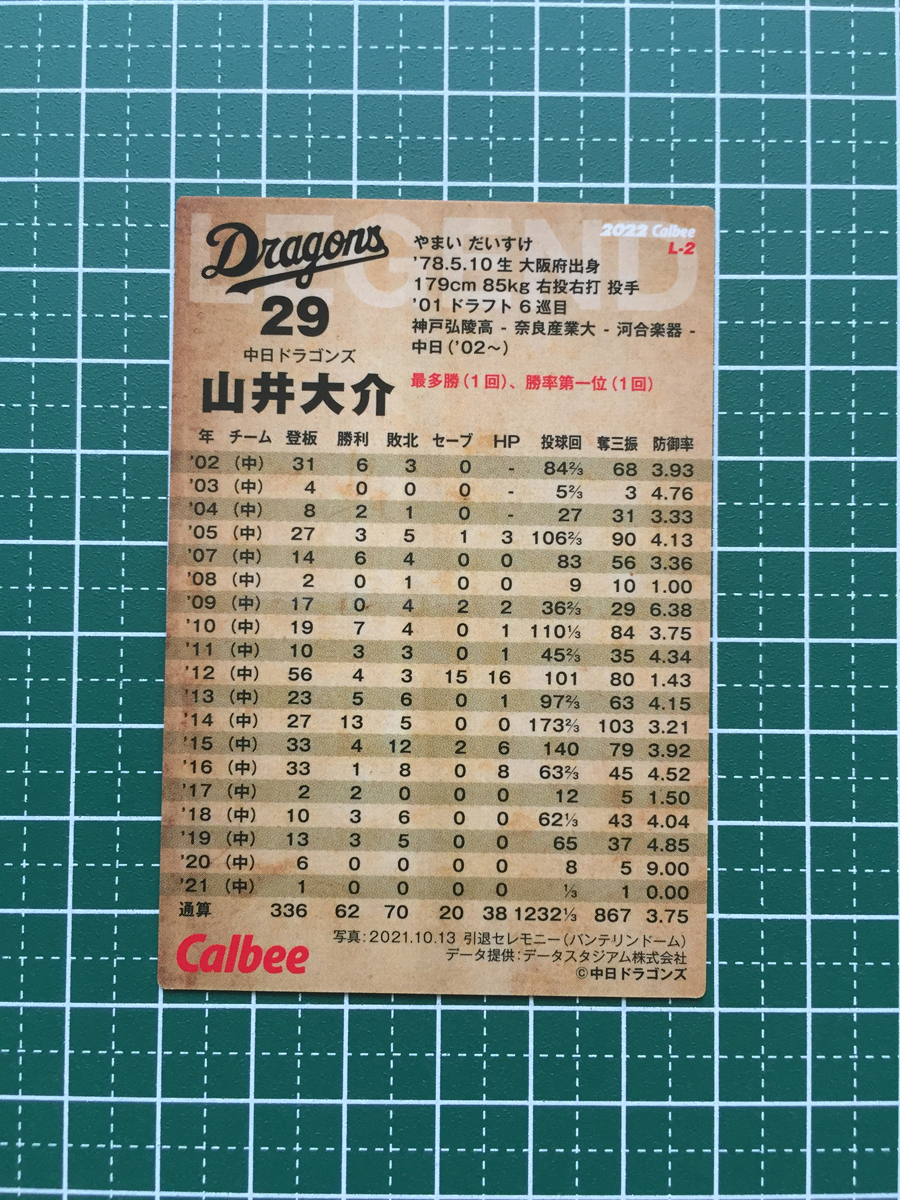 LEGEND
2022 Calbee
L-2
Dragons
29
中日ドラゴンズ
山井大介
やまい だいすけ
'78.5.10生 大阪府出身
179cm 85kg 右投右打 投手
'01 ドラフト6巡目
神戸弘陵高 - 奈良産業大 - 河合楽器 -
中日('02〜)
最多勝(1回)、勝率第一位(1回)
年 チーム 登板 勝利 敗北 セーブ HP 投球回 奪三振 防御率
'02 (中) 31 6 3 0 - 84⅔ 68 3.93
'03 (中) 4 0 0 0 - 5⅔ 3 4.76
'04 (中) 8 2 1 0 - 27 31 3.33
'05 (中) 27 3 5 1 3 106⅔ 90 4.13
'07 (中) 14 6 4 0 0 83 56 3.36
'08 (中) 2 0 1 0 0 9 10 1.00
'09 (中) 17 0 4 2 2 36⅔ 29 6.38
'10 (中) 19 7 4 0 1 110⅓ 84 3.75
'11 (中) 10 3 3 0 1 45⅔ 35 4.34
'12 (中) 56 4 3 15 16 101 80 1.43
'13 (中) 23 5 6 0 1 97⅔ 63 4.15
'14 (中) 27 13 5 0 0 173⅔ 103 3.21
'15 (中) 33 4 12 2 6 140 79 3.92
'16 (中) 33 1 8 0 8 63⅔ 45 4.52
'17 (中) 2 2 0 0 0 12 5 1.50
'18 (中) 10 3 6 0 0 62⅓ 43 4.04
'19 (中) 13 3 5 0 0 65 37 4.85
'20 (中) 6 0 0 0 0 8 5 9.00
'21 (中) 1 0 0 0 0 ⅓ 1 0.00
通算 336 62 70 20 38 1232⅓ 867 3.75
Calbee
写真:2021.10.13 引退セレモニー(バンテリンドーム)
データ提供:データスタジアム株式会社
©中日ドラゴンズ